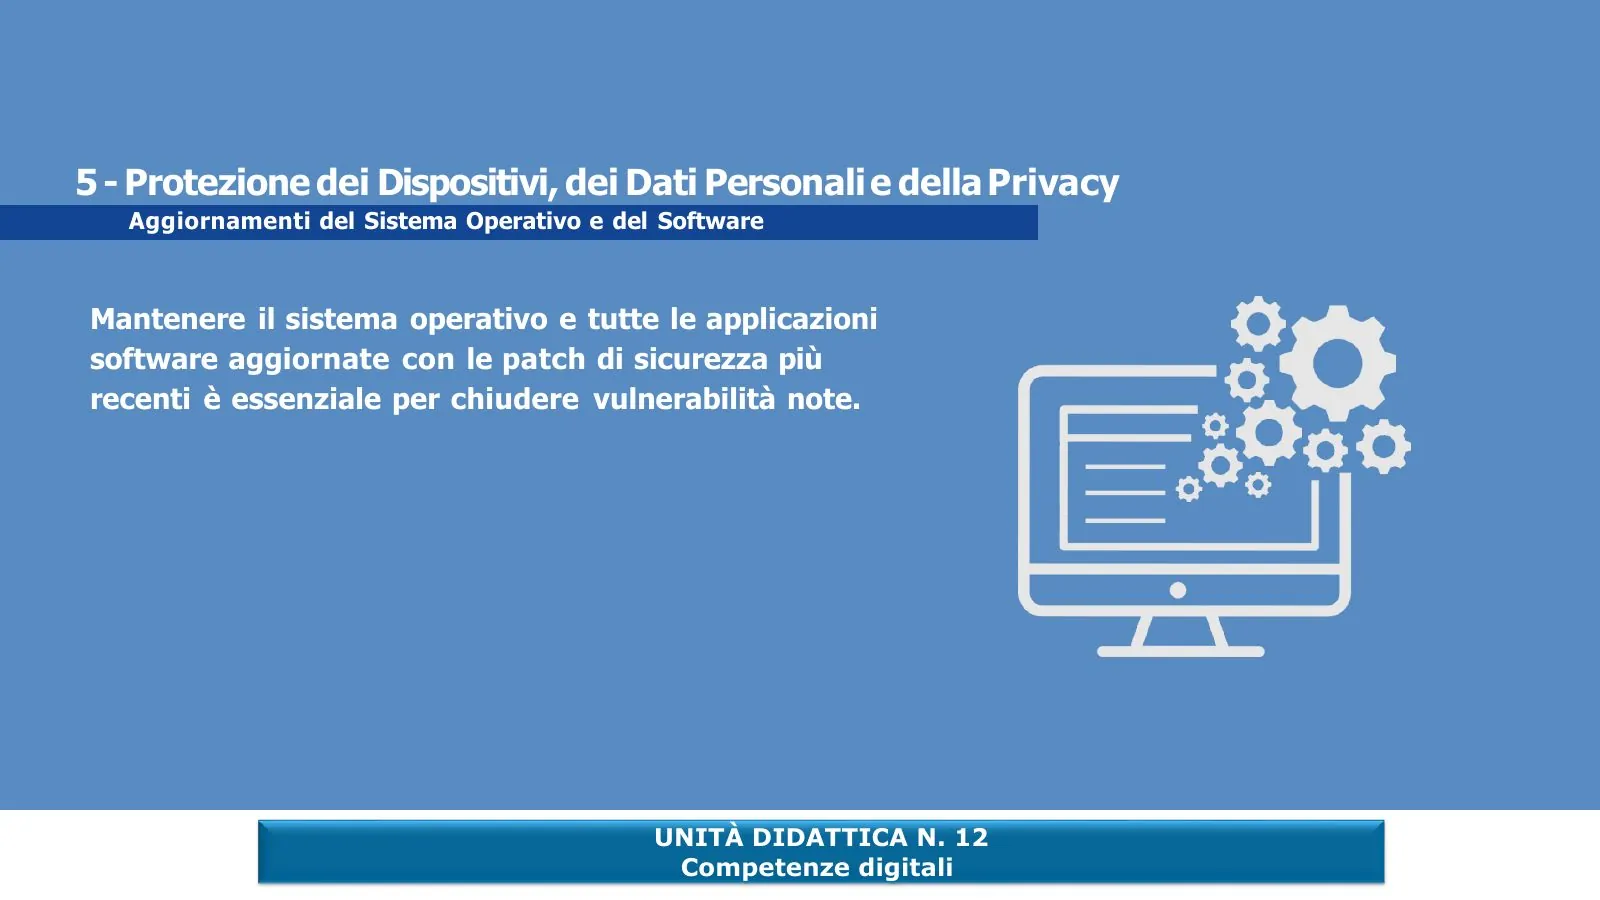 5 - Protezione dei Dispositivi, dei Dati Personali e della Privacy
Aggiornamenti del Sistema Operativo e del Software
Mantenere il sistema operativo e tutte le applicazioni
software aggiornate con le patch di sicurezza più
recenti è essenziale per chiudere vulnerabilità note.
UNITÀ DIDATTICA N. 12
Competenze digitali